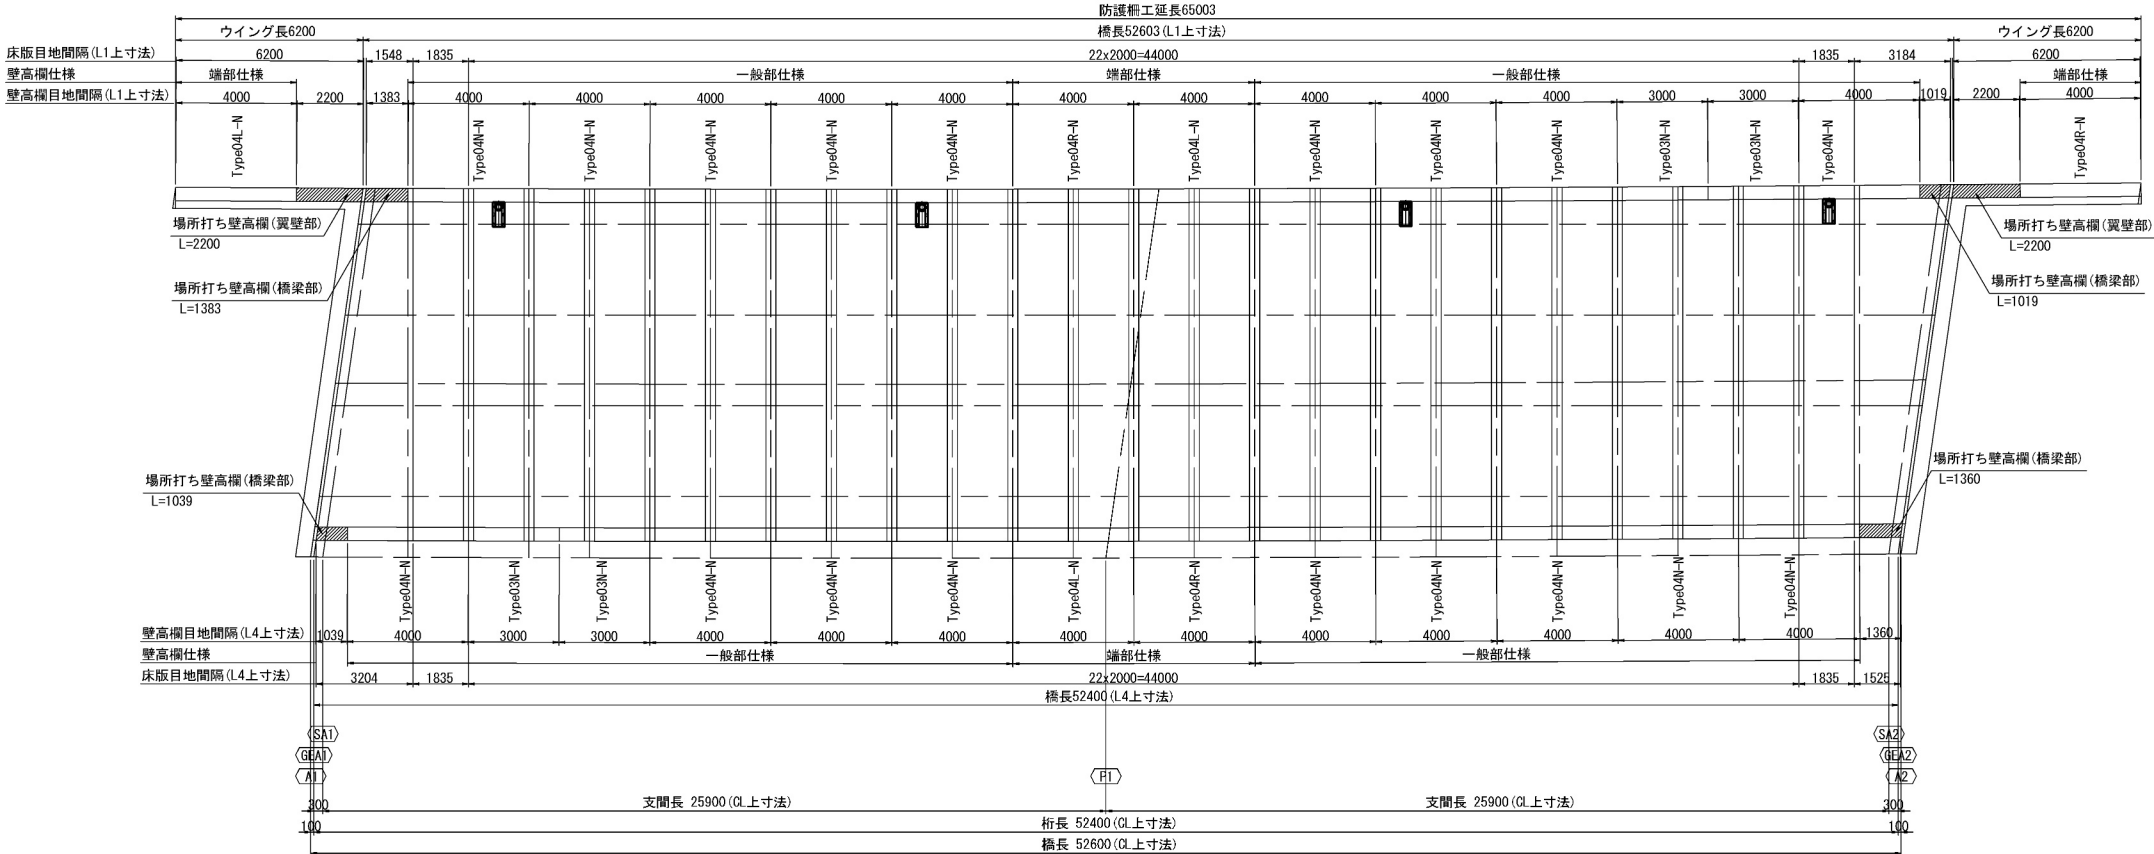 防護柵工延長65003
ウイング長6200 橋長52603(L1上寸法) ウイング長6200
床版目地間隔(L1上寸法) 6200 1548 1835 22x2000=44000 1835 3184 6200
壁高欄仕様 端部仕様 一般部仕様 端部仕様 一般部仕様 端部仕様
壁高欄目地間隔(L1上寸法) 4000 2200 1383 4000 4000 4000 4000 4000 4000 4000 4000 4000 4000 3000 3000 4000 1019 2200 4000
Type04L-N Type04N-N Type04N-N Type04N-N Type04N-N Type04N-N Type04R-N Type04L-N Type04N-N Type04N-N Type04N-N Type03N-N Type03N-N Type04N-N Type04R-N
場所打ち壁高欄(翼壁部)
L=2200
場所打ち壁高欄(翼壁部)
L=2200
場所打ち壁高欄(橋梁部)
L=1383
場所打ち壁高欄(橋梁部)
L=1019
場所打ち壁高欄(橋梁部)
L=1039
場所打ち壁高欄(橋梁部)
L=1360
Type04N-N Type03N-N Type03N-N Type04N-N Type04N-N Type04N-N Type04L-N Type04R-N Type04N-N Type04N-N Type04N-N Type04N-N Type04N-N
壁高欄目地間隔(L4上寸法) 1039 4000 3000 3000 4000 4000 4000 4000 4000 4000 4000 4000 4000 4000 1360
壁高欄仕様 一般部仕様 端部仕様 一般部仕様
床版目地間隔(L4上寸法) 3204 1835 22x2000=44000 1835 1525
橋長52400(L4上寸法)
SA1 SA2
GEA1 GEA2
A1 P1 A2
300 支間長 25900(CL上寸法) 支間長 25900(CL上寸法) 300
100 桁長 52400(CL上寸法) 100
橋長 52600(CL上寸法)